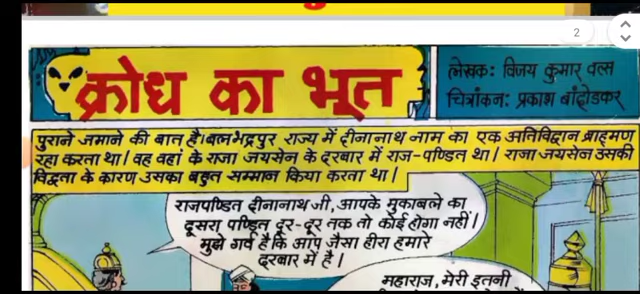 2
क्रोध का भूत
लेखक: विजय कुमार वत्स
चित्रांकन: प्रकाश बांदोडकर
पुराने जमाने की बात है। बलभद्रपुर राज्य में दीनानाथ नाम का एक अतिविद्वान ब्राह्मण
रहा करता था। वह वहां के राजा जयसेन के दरबार में राज-पण्डित था। राजा जयसेन उसकी
विद्वता के कारण उसका बहुत सम्मान किया करता था।
राजपण्डित दीनानाथ जी, आपके मुकाबले का
दूसरा पण्डित दूर-दूर तक तो कोई होगा नहीं।
मुझे गर्व है कि आप जैसा हीरा हमारे
दरबार में है।
महाराज, मेरी इतनी